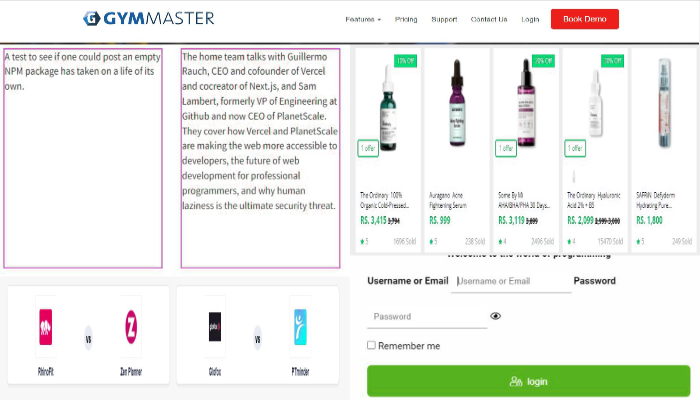 GYMMASTER
Features Pricing Support Contact Us Login Book Demo
A test to see if one could post an empty
NPM package has taken on a life of its
own.
The home team talks with Guillermo
Rauch, CEO and cofounder of Vercel
and cocreator of Next.js, and Sam
Lambert, formerly VP of Engineering at
Github and now CEO of PlanetScale.
They cover how Vercel and PlanetScale
are making the web more accessible to
developers, the future of web
development for professional
programmers, and why human
laziness is the ultimate security threat.
1 offer
The Ordinary 100%
Organic Cold-Pressed...
RS. 3,415 3,794
5 1696 Sold
Auragano Acne
Fightening Serum
RS. 999
5 238 Sold
1 offer
Some By Mi
AHA/BHA/PHA 30 Days...
RS. 3,119 3,899
4 2496 Sold
1 offer
The Ordinary Hyaluronic
Acid 2% + B5
RS. 2,099 2,999-3,000
4 15470 Sold
SAFRIN Defyderm
Hydrating Pure...
RS. 1,800
5 249 Sold
Welcome to the world of programming
Username or Email Username or Email Password
Password
Remember me
login
RhinoFit
VS
Zen Planner
Glofox
VS
PTminder